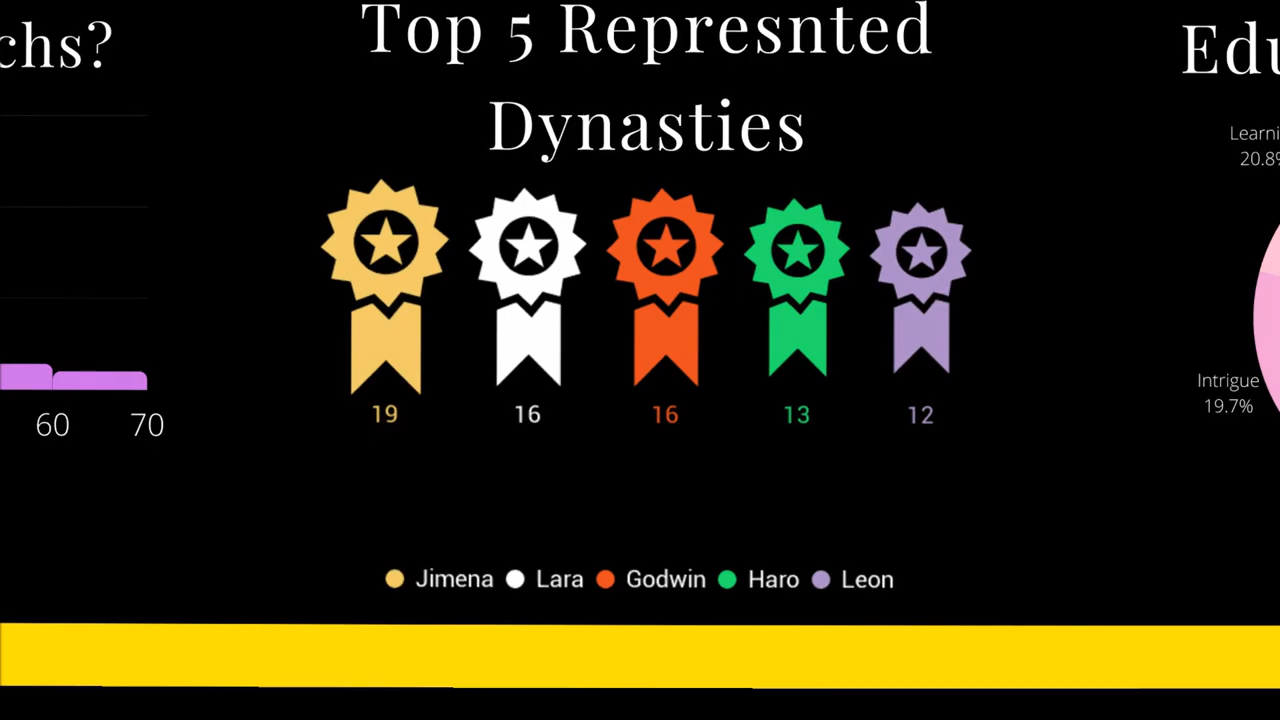 chs?
60 70
Top 5 Represnted
Dynasties
19 16 16 13 12
Jimena Lara Godwin Haro Leon
Edu
Learni
20.8%
Intrigue
19.7%